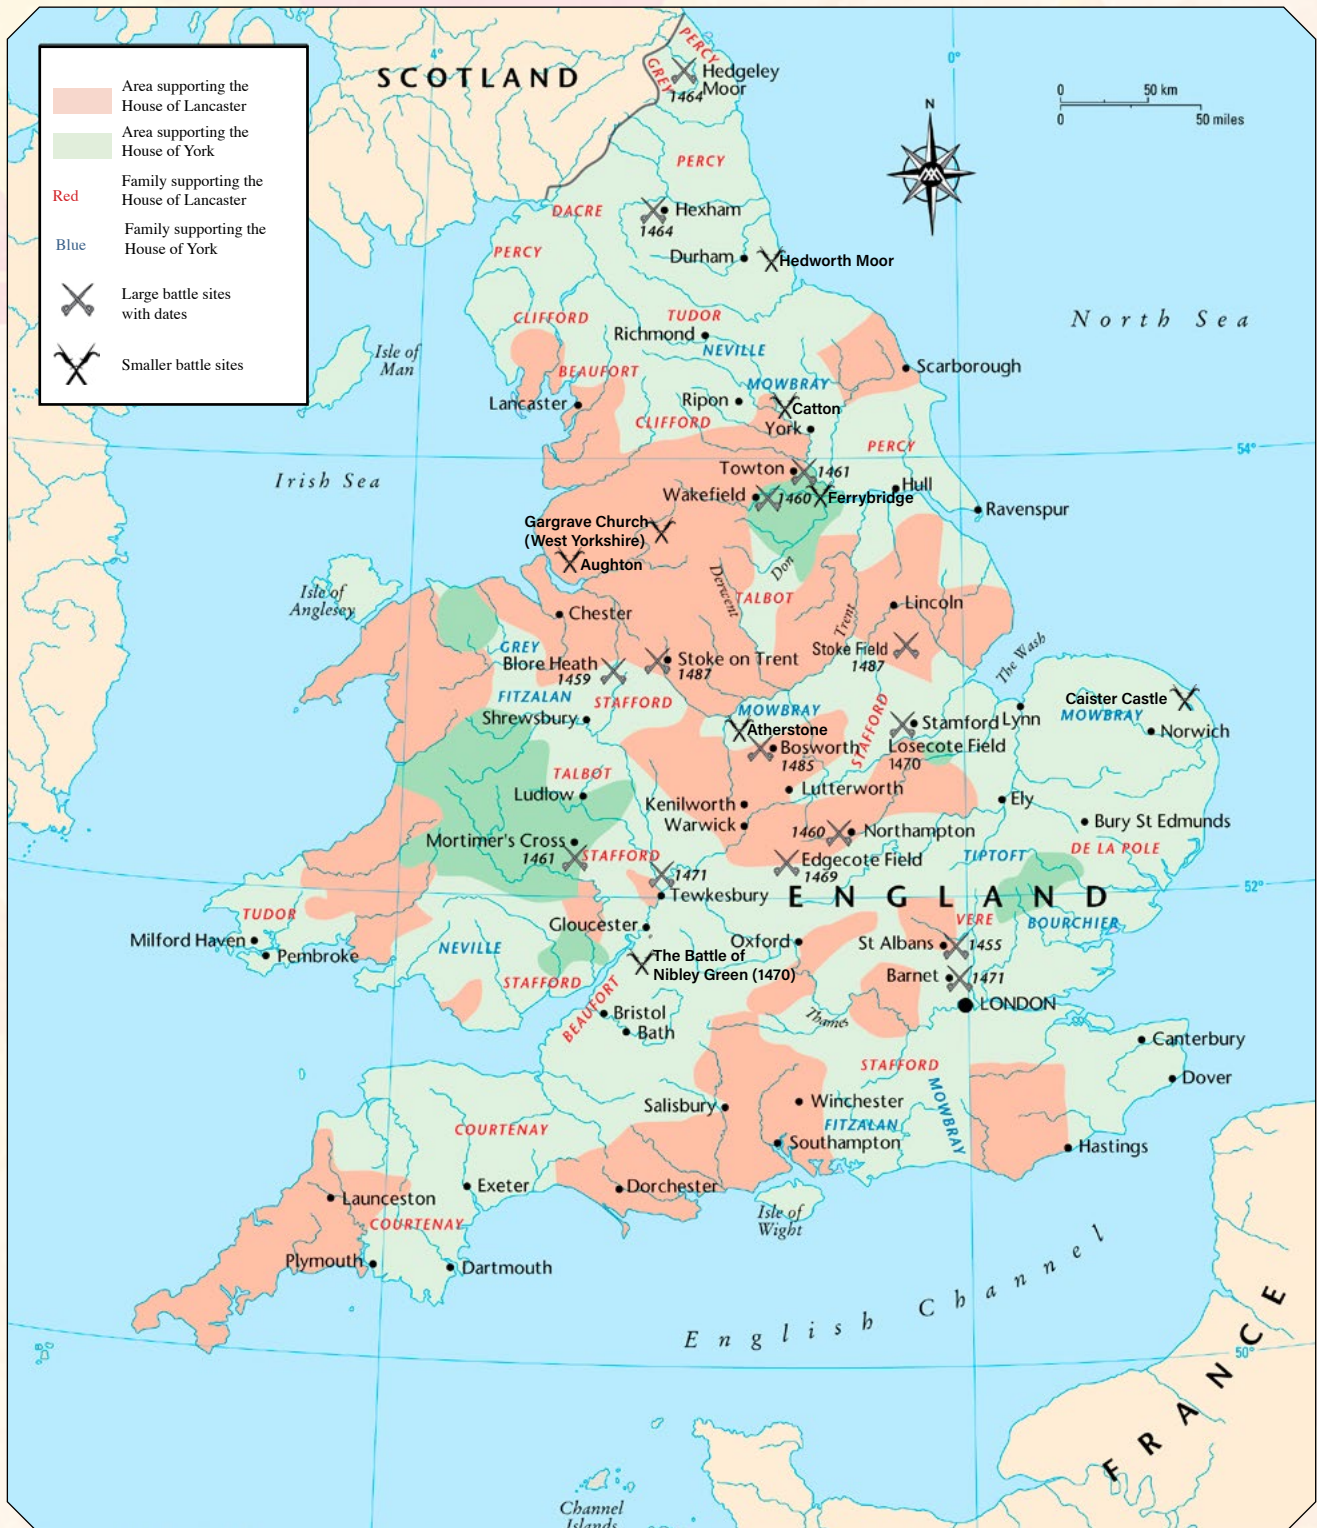 Area supporting the
House of Lancaster
Area supporting the
House of York
Red
Family supporting the
House of Lancaster
Blue
Family supporting the
House of York
Large battle sites
with dates
Smaller battle sites
4°
0°
SCOTLAND
PERCY
GREY
Hedgeley
Moor
1464
0
50 km
0
50 miles
N
PERCY
DACRE
Hexham
1464
PERCY
Durham
Hedworth Moor
North Sea
CLIFFORD
TUDOR
Richmond
NEVILLE
Isle of
Man
BEAUFORT
Scarborough
MOWBRAY
Lancaster
Ripon
Catton
CLIFFORD
York
PERCY
54°
Irish Sea
Towton
1461
Wakefield
1460
Ferrybridge
Hull
Ravenspur
Gargrave Church
(West Yorkshire)
Aughton
Derwent
Don
Isle of
Anglesey
TALBOT
Trent
Lincoln
Chester
GREY
Blore Heath
1459
Stoke on Trent
1487
Stoke Field
1487
The Wash
FITZALAN
STAFFORD
STAFFORD
MOWBRAY
Caister Castle
MOWBRAY
Shrewsbury
Atherstone
Stamford
Lynn
Norwich
Bosworth
1485
Losecote Field
1470
TALBOT
Ludlow
Lutterworth
Kenilworth
Ely
Warwick
Bury St Edmunds
1460
Northampton
Mortimer's Cross
1461
STAFFORD
Edgecote Field
1469
TIPTOFT
DE LA POLE
1471
Tewkesbury
52°
ENGLAND
TUDOR
Gloucester
VERE
BOURCHIER
Milford Haven
Pembroke
NEVILLE
Oxford
St Albans
1455
The Battle of
Nibley Green (1470)
Barnet
1471
STAFFORD
BEAUFORT
LONDON
Bristol
Bath
Thames
Canterbury
STAFFORD
Dover
Salisbury
Winchester
MOWBRAY
FITZALAN
COURTENAY
Southampton
Hastings
Exeter
Dorchester
Launceston
COURTENAY
Isle of
Wight
Plymouth
Dartmouth
English Channel
50°
FRANCE
Channel
Islands